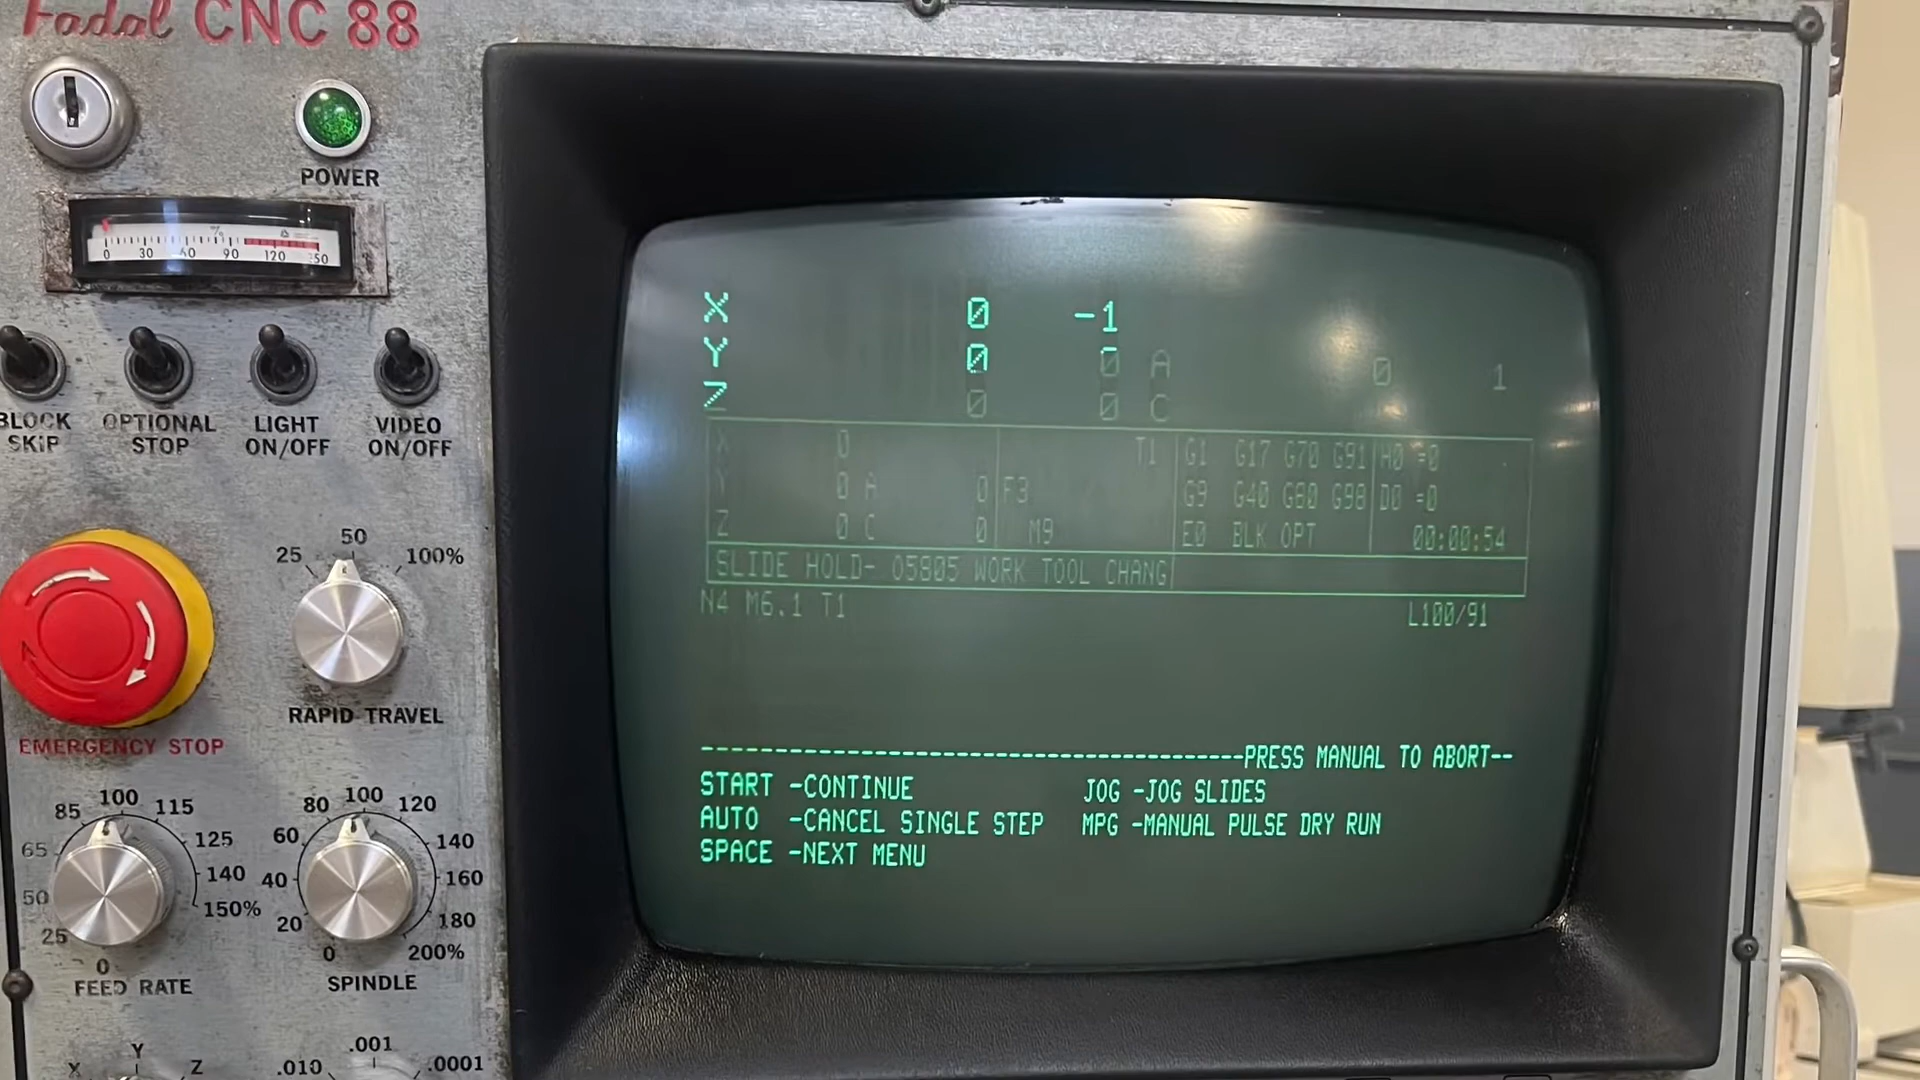 Fadal CNC 88
POWER
%
0 30 60 90 120 150
BLOCK SKIP
OPTIONAL STOP
LIGHT ON/OFF
VIDEO ON/OFF
25 50 100%
RAPID TRAVEL
EMERGENCY STOP
0 25 50 65 85 100 115 125 140 150%
FEED RATE
0 20 40 60 80 100 120 140 160 180 200%
SPINDLE
X Y Z
.010 .001 .0001
X 0 -1
Y 0 0 A 0 1
Z 0 0 C
X 0 T1 G1 G17 G70 G91 H0 =0
Y 0 A 0 F3 G9 G40 G80 G98 D0 =0
Z 0 C 0 M9 E0 BLK OPT 00:00:54
SLIDE HOLD- O5805 WORK TOOL CHANG
N4 M6.1 T1 L100/91
---------------------------------------------PRESS MANUAL TO ABORT--
START -CONTINUE JOG -JOG SLIDES
AUTO -CANCEL SINGLE STEP MPG -MANUAL PULSE DRY RUN
SPACE -NEXT MENU